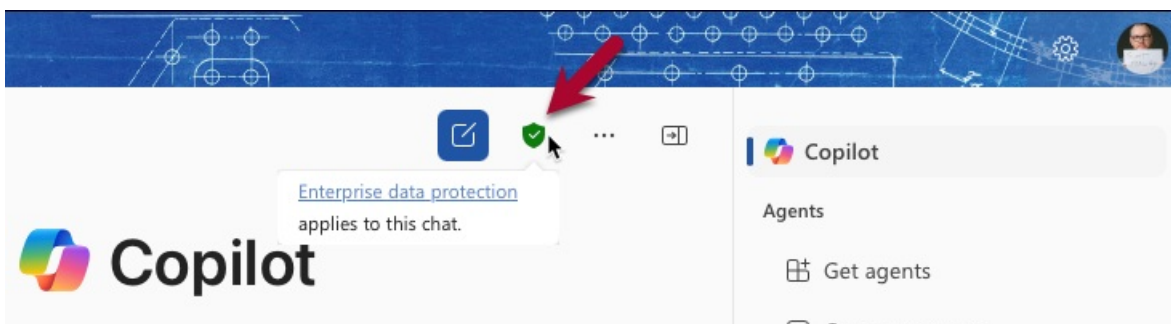 Enterprise data protection
applies to this chat.
Copilot
Copilot
Agents
Get agents